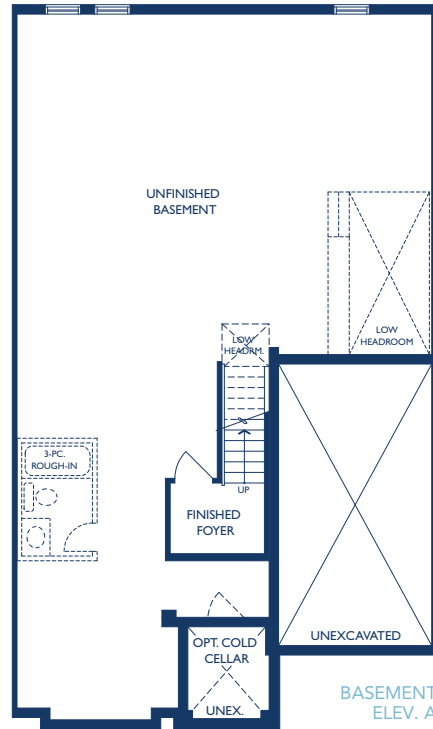 UNFINISHED
BASEMENT
LOW
HEADROOM
LOW
HEADRM.
3-PC.
ROUGH-IN
UP
FINISHED
FOYER
OPT. COLD
CELLAR
UNEX.
UNEXCAVATED
BASEMENT
ELEV. A